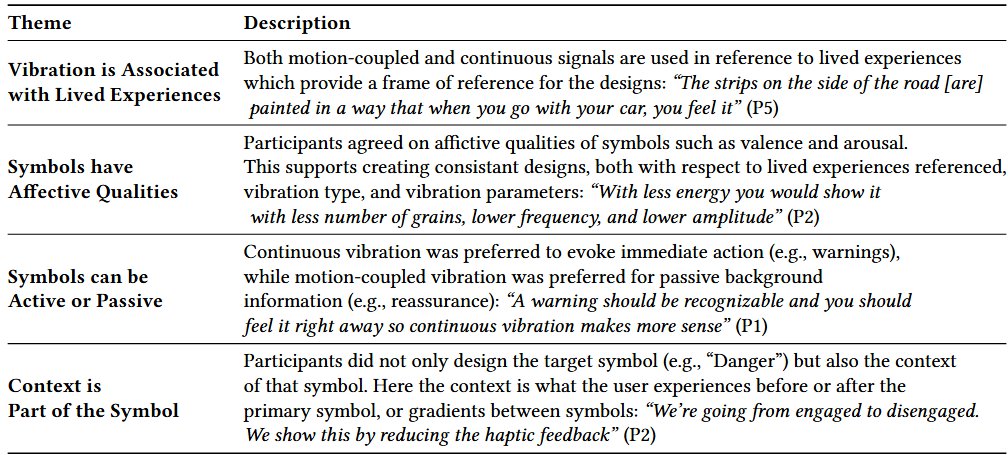 Theme Description
Vibration is Associated
with Lived Experiences
Both motion-coupled and continuous signals are used in reference to lived experiences
which provide a frame of reference for the designs: “The strips on the side of the road [are]
painted in a way that when you go with your car, you feel it” (P5)
Symbols have
Affective Qualities
Participants agreed on affictive qualities of symbols such as valence and arousal.
This supports creating consistant designs, both with respect to lived experiences referenced,
vibration type, and vibration parameters: “With less energy you would show it
with less number of grains, lower frequency, and lower amplitude” (P2)
Symbols can be
Active or Passive
Continuous vibration was preferred to evoke immediate action (e.g., warnings),
while motion-coupled vibration was preferred for passive background
information (e.g., reassurance): “A warning should be recognizable and you should
feel it right away so continuous vibration makes more sense” (P1)
Context is
Part of the Symbol
Participants did not only design the target symbol (e.g., “Danger”) but also the context
of that symbol. Here the context is what the user experiences before or after the
primary symbol, or gradients between symbols: “We’re going from engaged to disengaged.
We show this by reducing the haptic feedback” (P2)